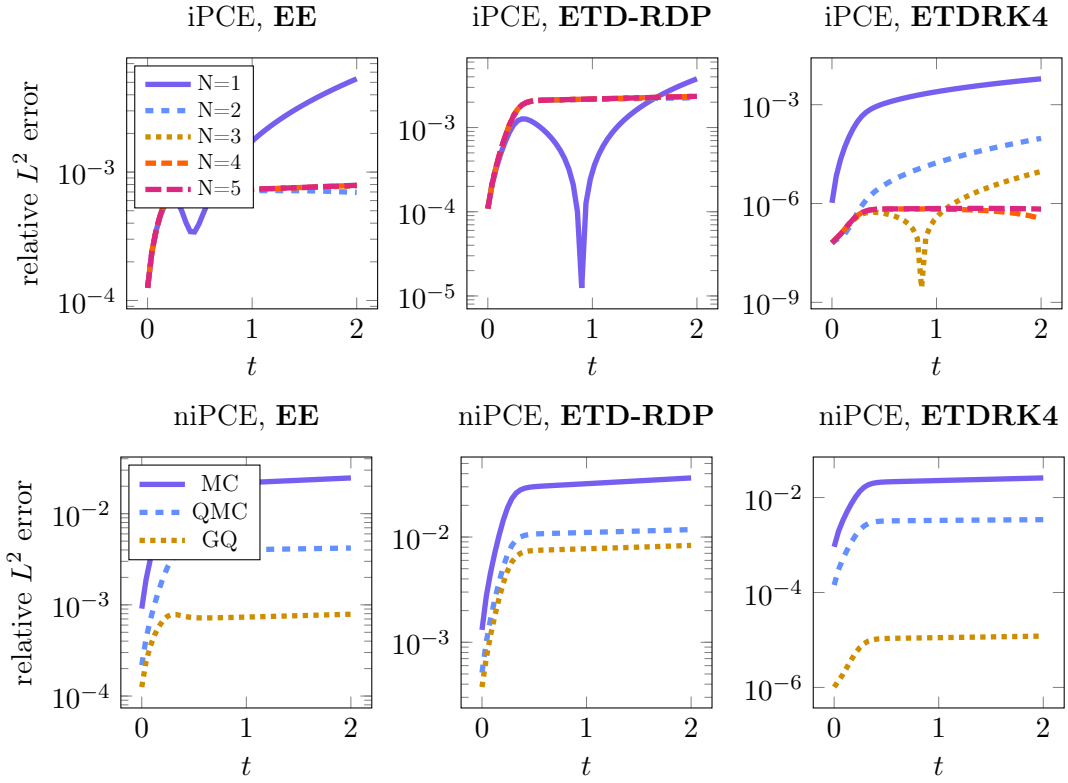 iPCE, EE
iPCE, ETD-RDP
iPCE, ETDRK4
relative L² error
10⁻³
10⁻⁴
N=1
N=2
N=3
N=4
N=5
0 1 2
t
10⁻³
10⁻⁴
10⁻⁵
0 1 2
t
10⁻³
10⁻⁶
10⁻⁹
0 1 2
t
niPCE, EE
niPCE, ETD-RDP
niPCE, ETDRK4
relative L² error
10⁻²
10⁻³
10⁻⁴
MC
QMC
GQ
0 1 2
t
10⁻²
10⁻³
0 1 2
t
10⁻²
10⁻⁴
10⁻⁶
0 1 2
t